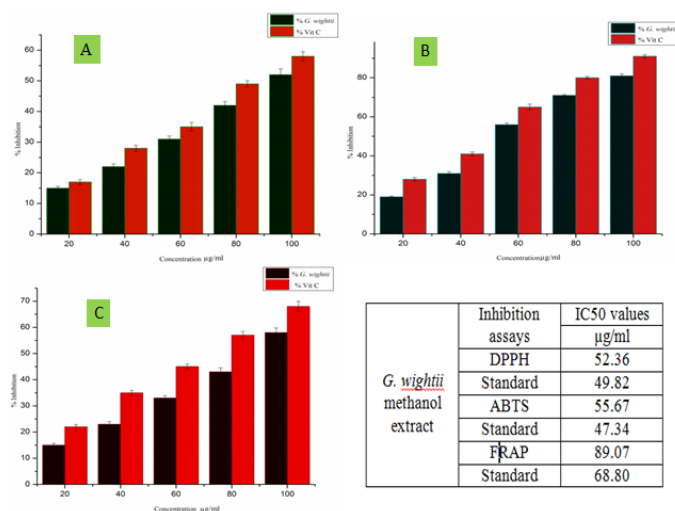 A
% G. wightii
% Vit C
60
50
40
30
20
10
0
% Inhibition
20 40 60 80 100
Concentration µg/ml
B
% G. wightii
% Vit C
80
60
40
20
0
% Inhibition
20 40 60 80 100
Concentrationµg/ml
C
% G. wightii
% Vit C
70
60
50
40
30
20
10
0
% Inhibition
20 40 60 80 100
Concentration µg/ml
G. wightii
methanol
extract
Inhibition assays IC50 values µg/ml
DPPH 52.36
Standard 49.82
ABTS 55.67
Standard 47.34
FRAP 89.07
Standard 68.80